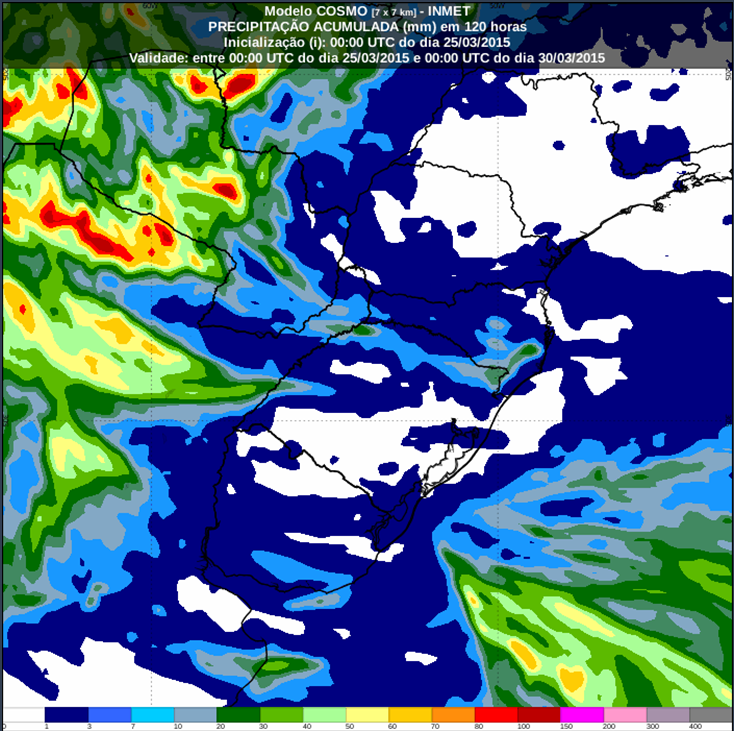 Modelo COSMO [7 x 7 km] - INMET
PRECIPITAÇÃO ACUMULADA (mm) em 120 horas
Inicialização (i): 00:00 UTC do dia 25/03/2015
Validade: entre 00:00 UTC do dia 25/03/2015 e 00:00 UTC do dia 30/03/2015
0 1 3 7 10 20 30 40 50 60 70 80 100 150 200 300 400